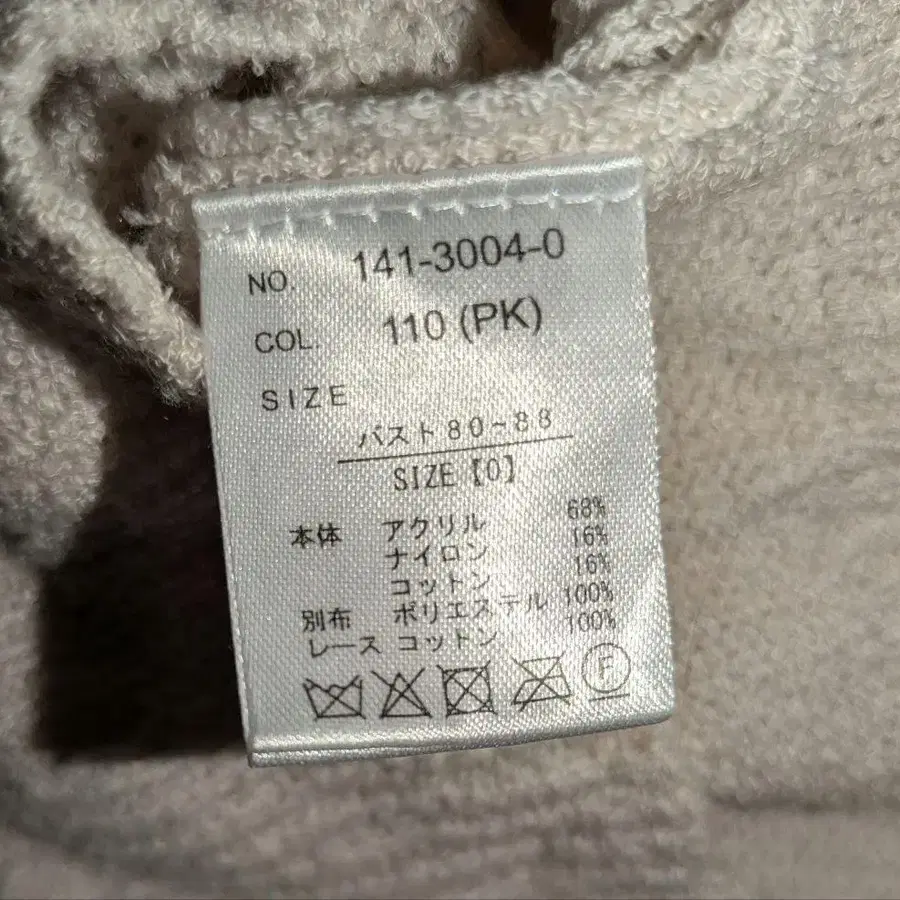 NO. 141-3004-0
COL. 110 (PK)
SIZE
バスト80~88
SIZE【0】
本体 アクリル 68%
ナイロン 16%
コットン 16%
別布 ポリエステル 100%
レース コットン 100%
F